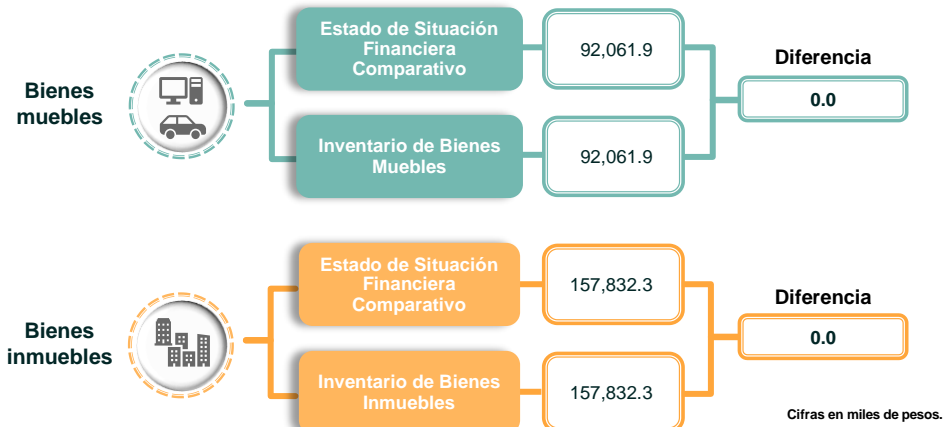 Bienes
muebles
Estado de Situación
Financiera
Comparativo
92,061.9
Inventario de Bienes
Muebles
92,061.9
Diferencia
0.0
Bienes
inmuebles
Estado de Situación
Financiera
Comparativo
157,832.3
Inventario de Bienes
Inmuebles
157,832.3
Diferencia
0.0
Cifras en miles de pesos.